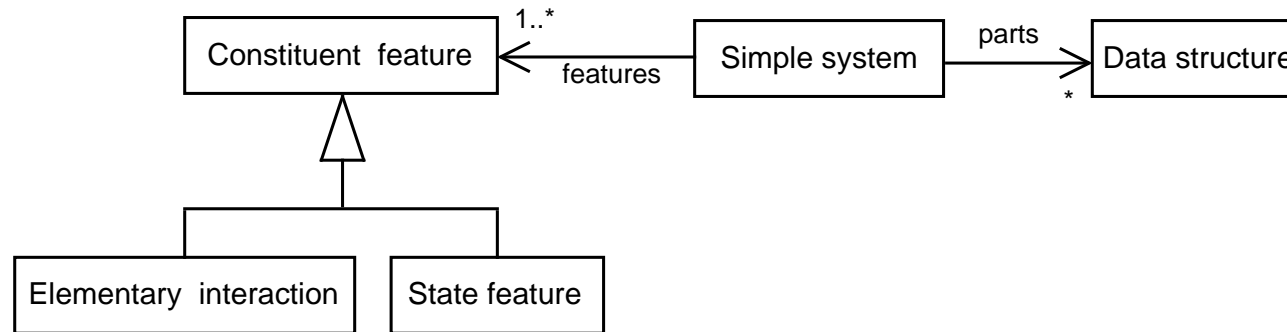 1..*
Constituent feature
features
Simple system
parts
*
Data structure
Elementary interaction
State feature